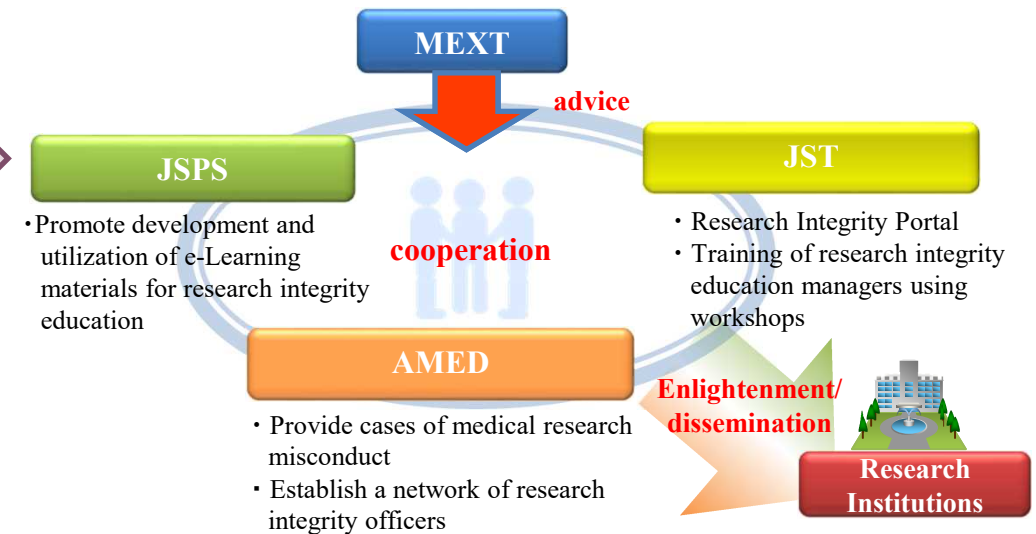 MEXT
advice
JSPS
・Promote development and
utilization of e-Learning
materials for research integrity
education
cooperation
JST
・Research Integrity Portal
・Training of research integrity
education managers using
workshops
AMED
・Provide cases of medical research
misconduct
・Establish a network of research
integrity officers
Enlightenment/
dissemination
Research
Institutions